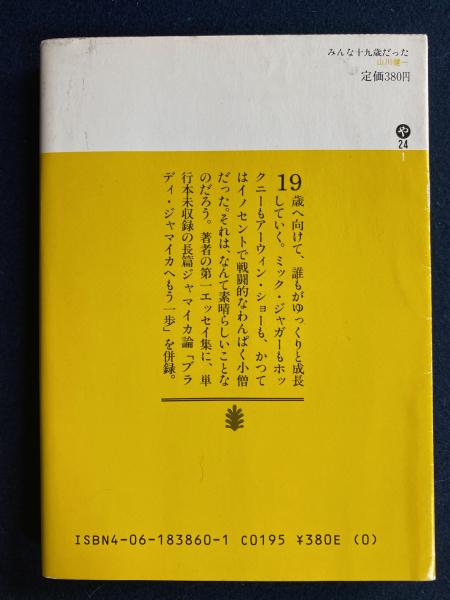 みんな十九歳だった
山川健一
定価380円
や
24
1
19歳へ向けて、誰もがゆっくりと成長
していく。ミック・ジャガーもホッ
クニーもアーウィン・ショーも、かつて
はイノセントで戦闘的なわんぱく小僧
だった。それは、なんて素晴らしいことな
のだろう。著者の第一エッセイ集に、単
行本未収録の長篇ジャマイカ論「ブラ
ディ・ジャマイカへもう一歩」を併録。
ISBN4-06-183860-1 C0195 ¥380E (0)